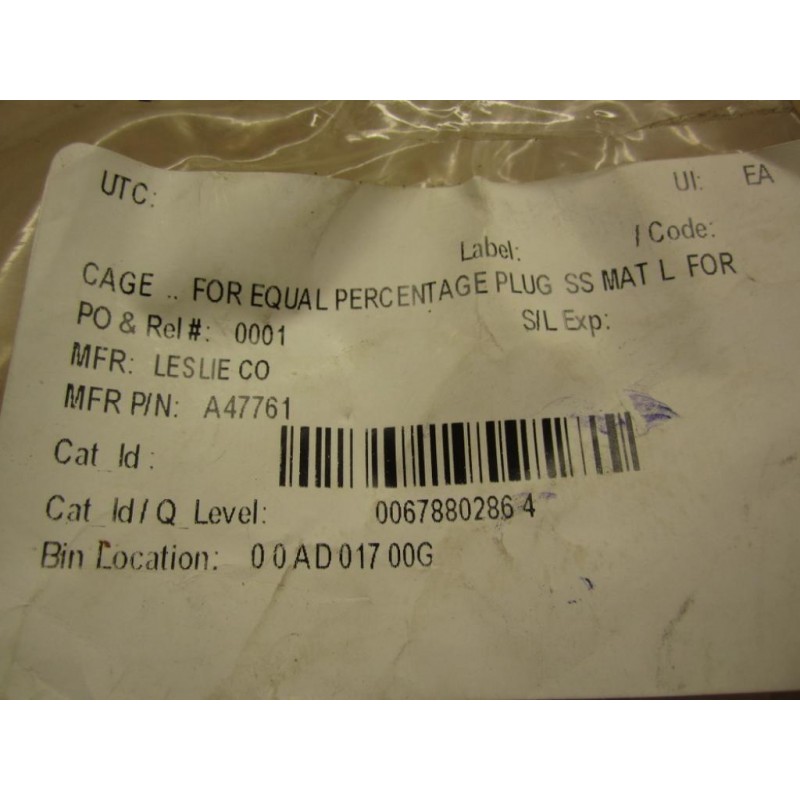 UTC: UI: EA
Label: / Code:
CAGE .. FOR EQUAL PERCENTAGE PLUG SS MAT L FOR
PO & Rel #: 0001 S/L Exp:
MFR: LESLIE CO
MFR P/N: A47761
Cat_Id :
Cat_Id / Q_Level: 0067880286 4
Bin Location: 0 0 AD 017 00G